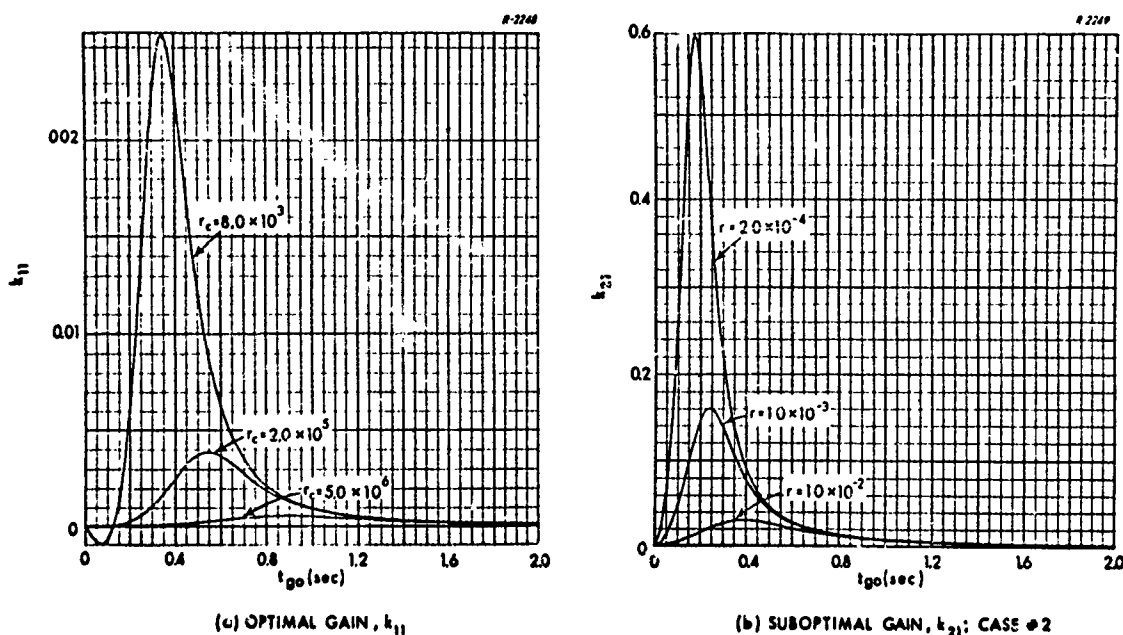 R-2248
002
0.01
0
k11
rc=8.0×10^3
rc=2.0×10^5
rc=5.0×10^6
0 0.4 0.8 1.2 1.6 2.0
tgo(sec)
(a) OPTIMAL GAIN, k11
R 2249
0.6
0.4
0.2
0
k21
r=2.0×10^-4
r=1.0×10^-3
r=1.0×10^-2
0 0.4 0.8 1.2 1.6 2.0
tgo(sec)
(b) SUBOPTIMAL GAIN, k21; CASE #2